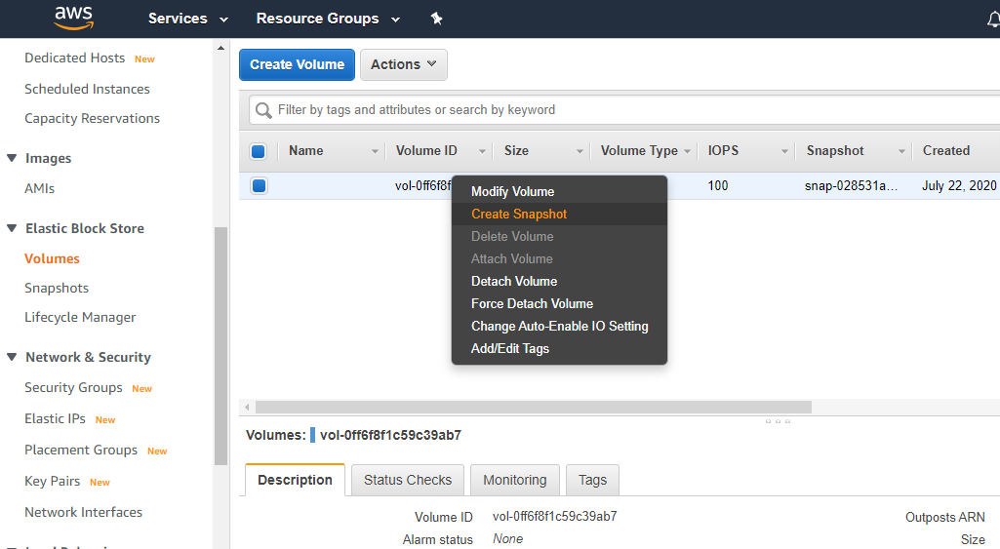 aws Services Resource Groups
Dedicated Hosts New
Scheduled Instances
Capacity Reservations
Images
AMIs
Elastic Block Store
Volumes
Snapshots
Lifecycle Manager
Network & Security
Security Groups New
Elastic IPs New
Placement Groups New
Key Pairs New
Network Interfaces
Create Volume Actions
Filter by tags and attributes or search by keyword
Name Volume ID Size Volume Type IOPS Snapshot Created
vol-0ff6f8f 100 snap-028531a... July 22, 2020
Modify Volume
Create Snapshot
Delete Volume
Attach Volume
Detach Volume
Force Detach Volume
Change Auto-Enable IO Setting
Add/Edit Tags
Volumes: vol-0ff6f8f1c59c39ab7
Description Status Checks Monitoring Tags
Volume ID vol-0ff6f8f1c59c39ab7 Outposts ARN
Alarm status None Size